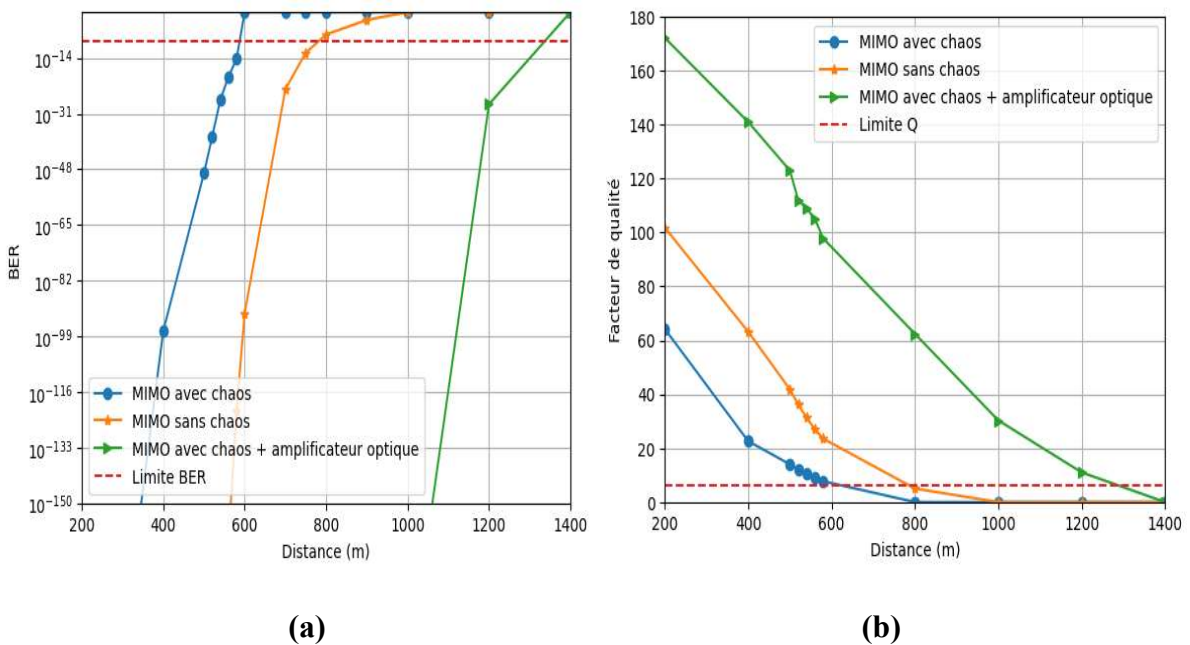 BER
10⁻¹⁴
10⁻³¹
10⁻⁴⁸
10⁻⁶⁵
10⁻⁸²
10⁻⁹⁹
10⁻¹¹⁶
10⁻¹³³
10⁻¹⁵⁰
MIMO avec chaos
MIMO sans chaos
MIMO avec chaos + amplificateur optique
Limite BER
200 400 600 800 1000 1200 1400
Distance (m)
(a)
Facteur de qualité
180
160
140
120
100
80
60
40
20
0
MIMO avec chaos
MIMO sans chaos
MIMO avec chaos + amplificateur optique
Limite Q
200 400 600 800 1000 1200 1400
Distance (m)
(b)